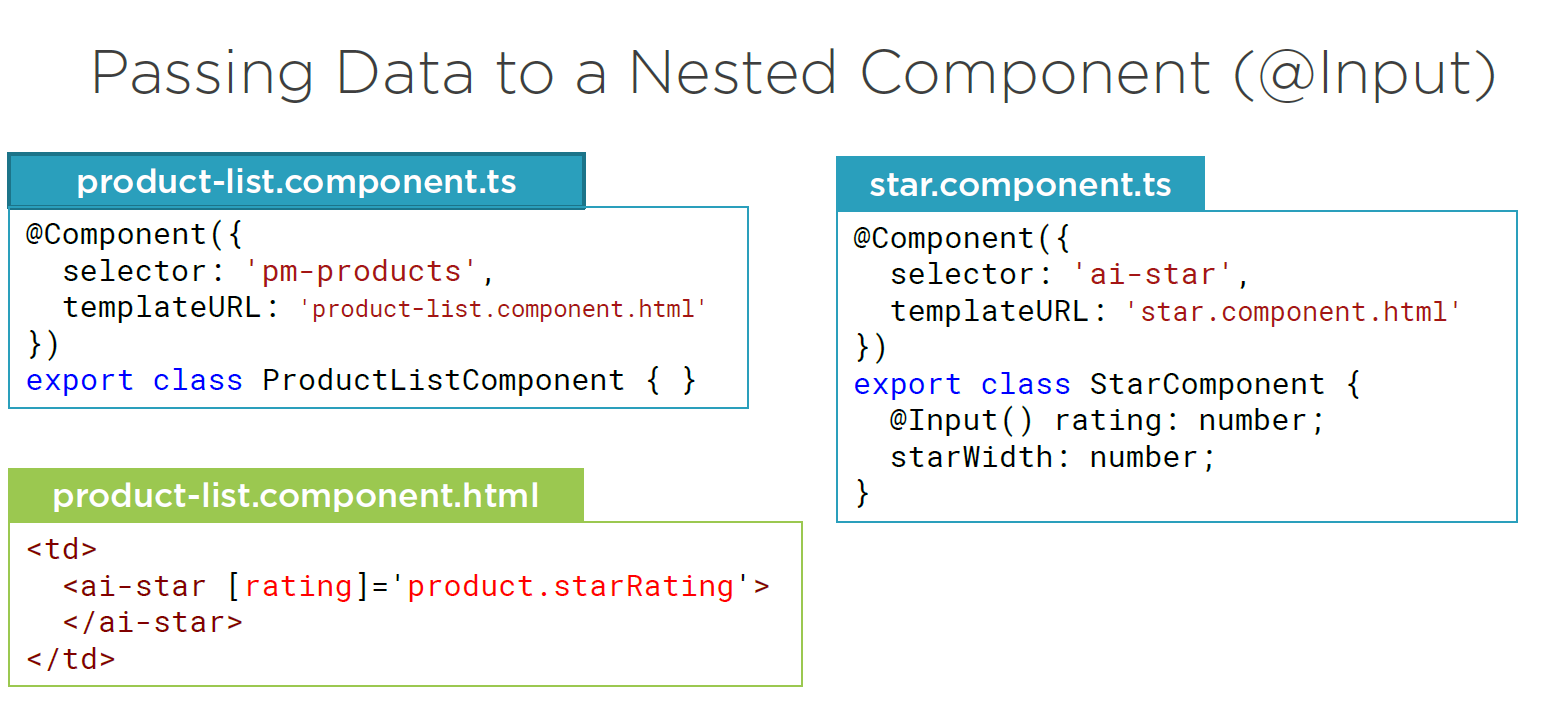 Passing Data to a Nested Component (@Input)
product-list.component.ts
@Component({
  selector: 'pm-products',
  templateURL: 'product-list.component.html'
})
export class ProductListComponent { }
product-list.component.html
<td>
  <ai-star [rating]='product.starRating'>
  </ai-star>
</td>
star.component.ts
@Component({
  selector: 'ai-star',
  templateURL: 'star.component.html'
})
export class StarComponent {
  @Input() rating: number;
  starWidth: number;
}